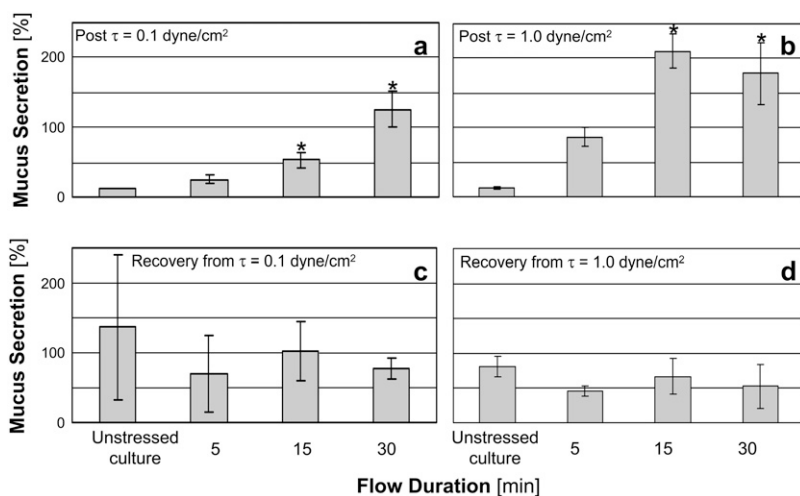 Mucus Secretion [%]
200
100
0
Post τ = 0.1 dyne/cm²
a
*
*
Post τ = 1.0 dyne/cm²
b
*
*
Mucus Secretion [%]
200
100
0
Recovery from τ = 0.1 dyne/cm²
c
Recovery from τ = 1.0 dyne/cm²
d
Unstressed
culture
5
15
30
Unstressed
culture
5
15
30
Flow Duration [min]